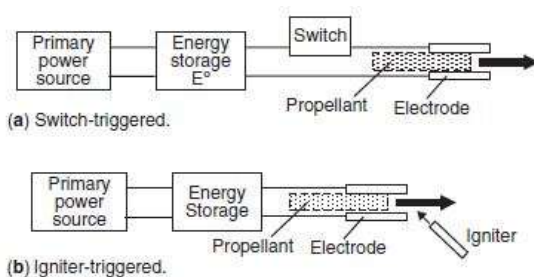 Primary
power
source
Energy
storage
E°
Switch
Propellant
Electrode
(a) Switch-triggered.
Primary
power
source
Energy
Storage
Propellant
Electrode
Igniter
(b) Igniter-triggered.